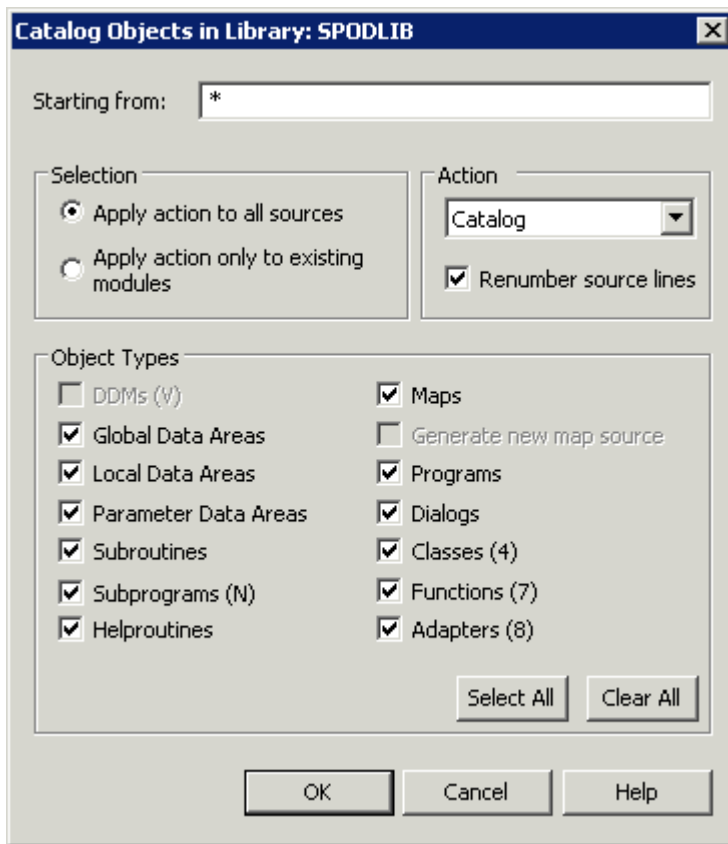 Catalog Objects in Library: SPODLIB
Starting from: *
Selection
Apply action to all sources
Apply action only to existing
modules
Action
Catalog
Renumber source lines
Object Types
DDMs (V)
Global Data Areas
Local Data Areas
Parameter Data Areas
Subroutines
Subprograms (N)
Helproutines
Maps
Generate new map source
Programs
Dialogs
Classes (4)
Functions (7)
Adapters (8)
Select All
Clear All
OK
Cancel
Help